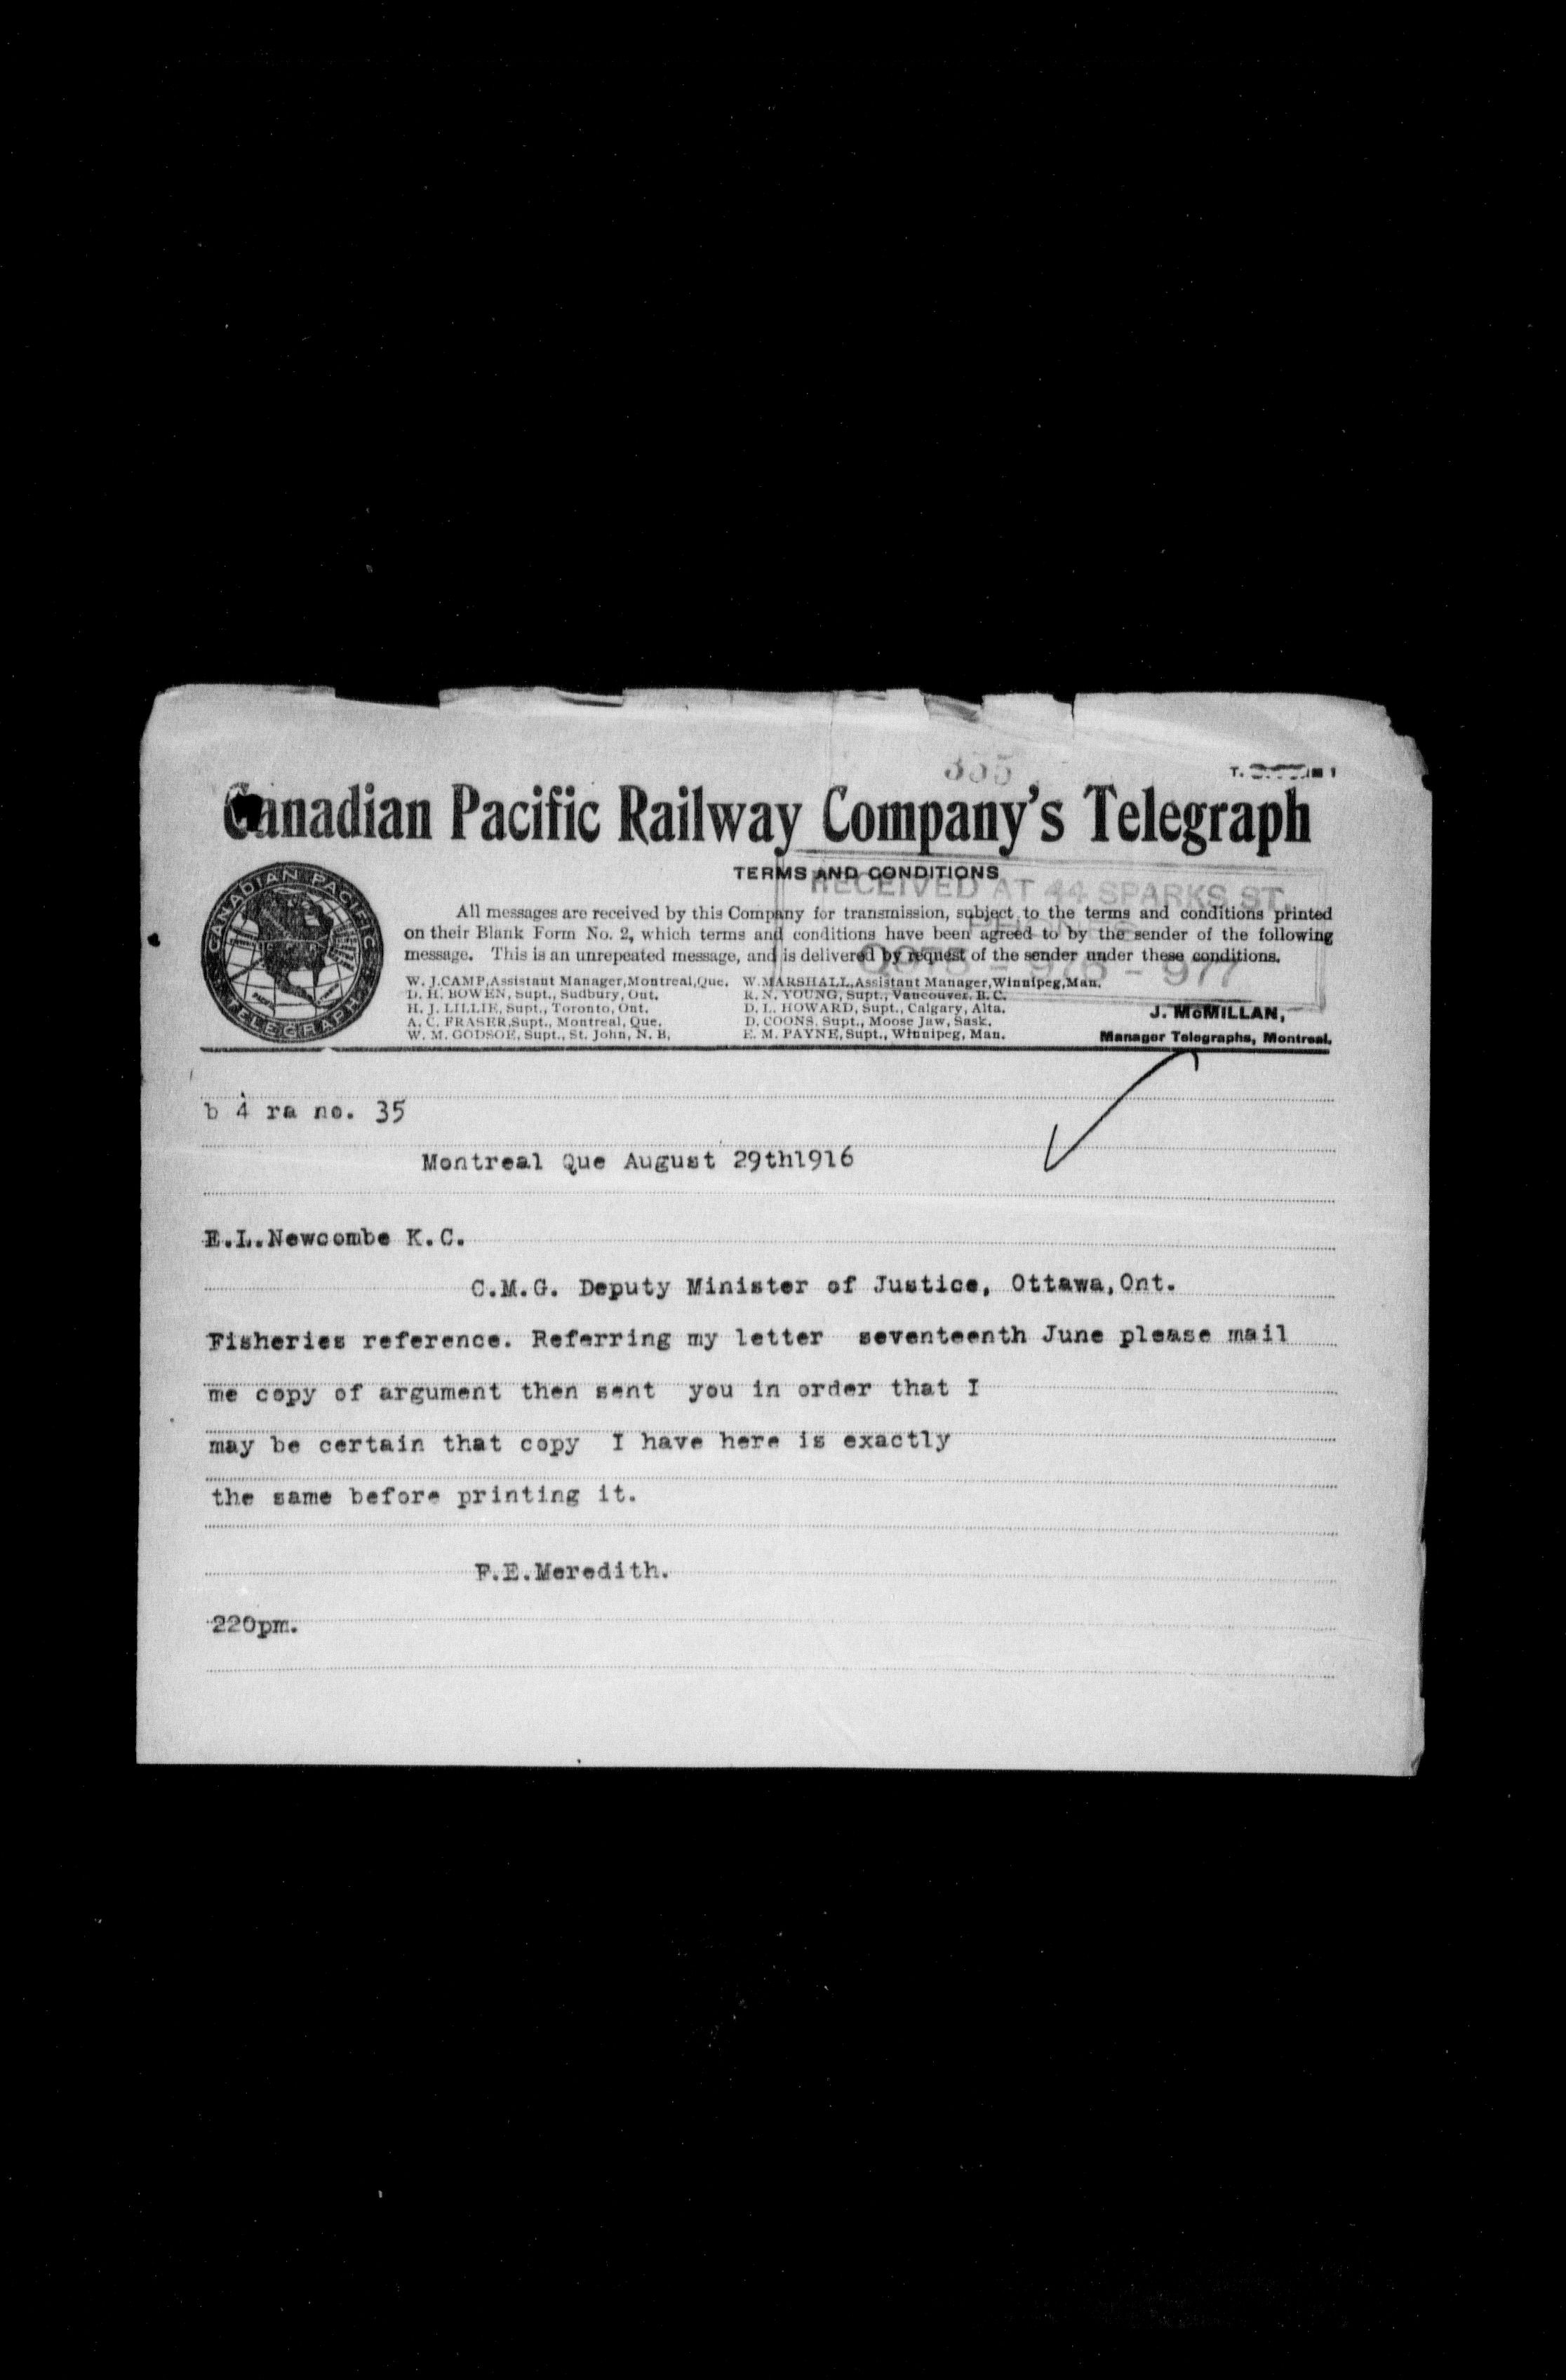 355
Canadian Pacific Railway Company's Telegraph
TERMS AND CONDITIONS
CANADIAN PACIFIC
TELEGRAPH
RECEIVED AT 44 SPARKS ST.
All messages are received by this Company for transmission, subject to the terms and conditions printed
on their Blank Form No. 2, which terms and conditions have been agreed to by the sender of the following
message. This is an unrepeated message, and is delivered by request of the sender under these conditions.
976 - 977
W. J. CAMP, Assistant Manager, Montreal, Que. W. MARSHALL, Assistant Manager, Winnipeg, Man.
D. H. BOWEN, Supt., Sudbury, Ont. R. N. YOUNG, Supt., Vancouver. B. C.
H. J. LILLIE, Supt., Toronto, Ont. D. L. HOWARD, Supt., Calgary, Alta.
A. C. FRASER, Supt., Montreal, Que. D. COONS, Supt., Moose Jaw, Sask.
W. M. GODSOE, Supt., St. John, N. B. E. M. PAYNE, Supt., Winnipeg, Man.
J. McMILLAN,
Manager Telegraphs, Montreal.
b 4 ra no. 35
Montreal Que August 29th1916
E.L.Newcombe K.C.
C.M.G. Deputy Minister of Justice, Ottawa,Ont.
Fisheries reference. Referring my letter seventeenth June please mail
me copy of argument then sent you in order that I
may be certain that copy I have here is exactly
the same before printing it.
F.E.Meredith.
220pm.